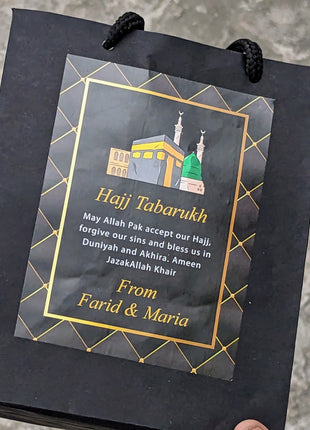 Hajj Tabarukh
May Allah Pak accept our Hajj,
forgive our sins and bless us in
Duniyah and Akhira. Ameen
JazakAllah Khair
From
Farid & Maria